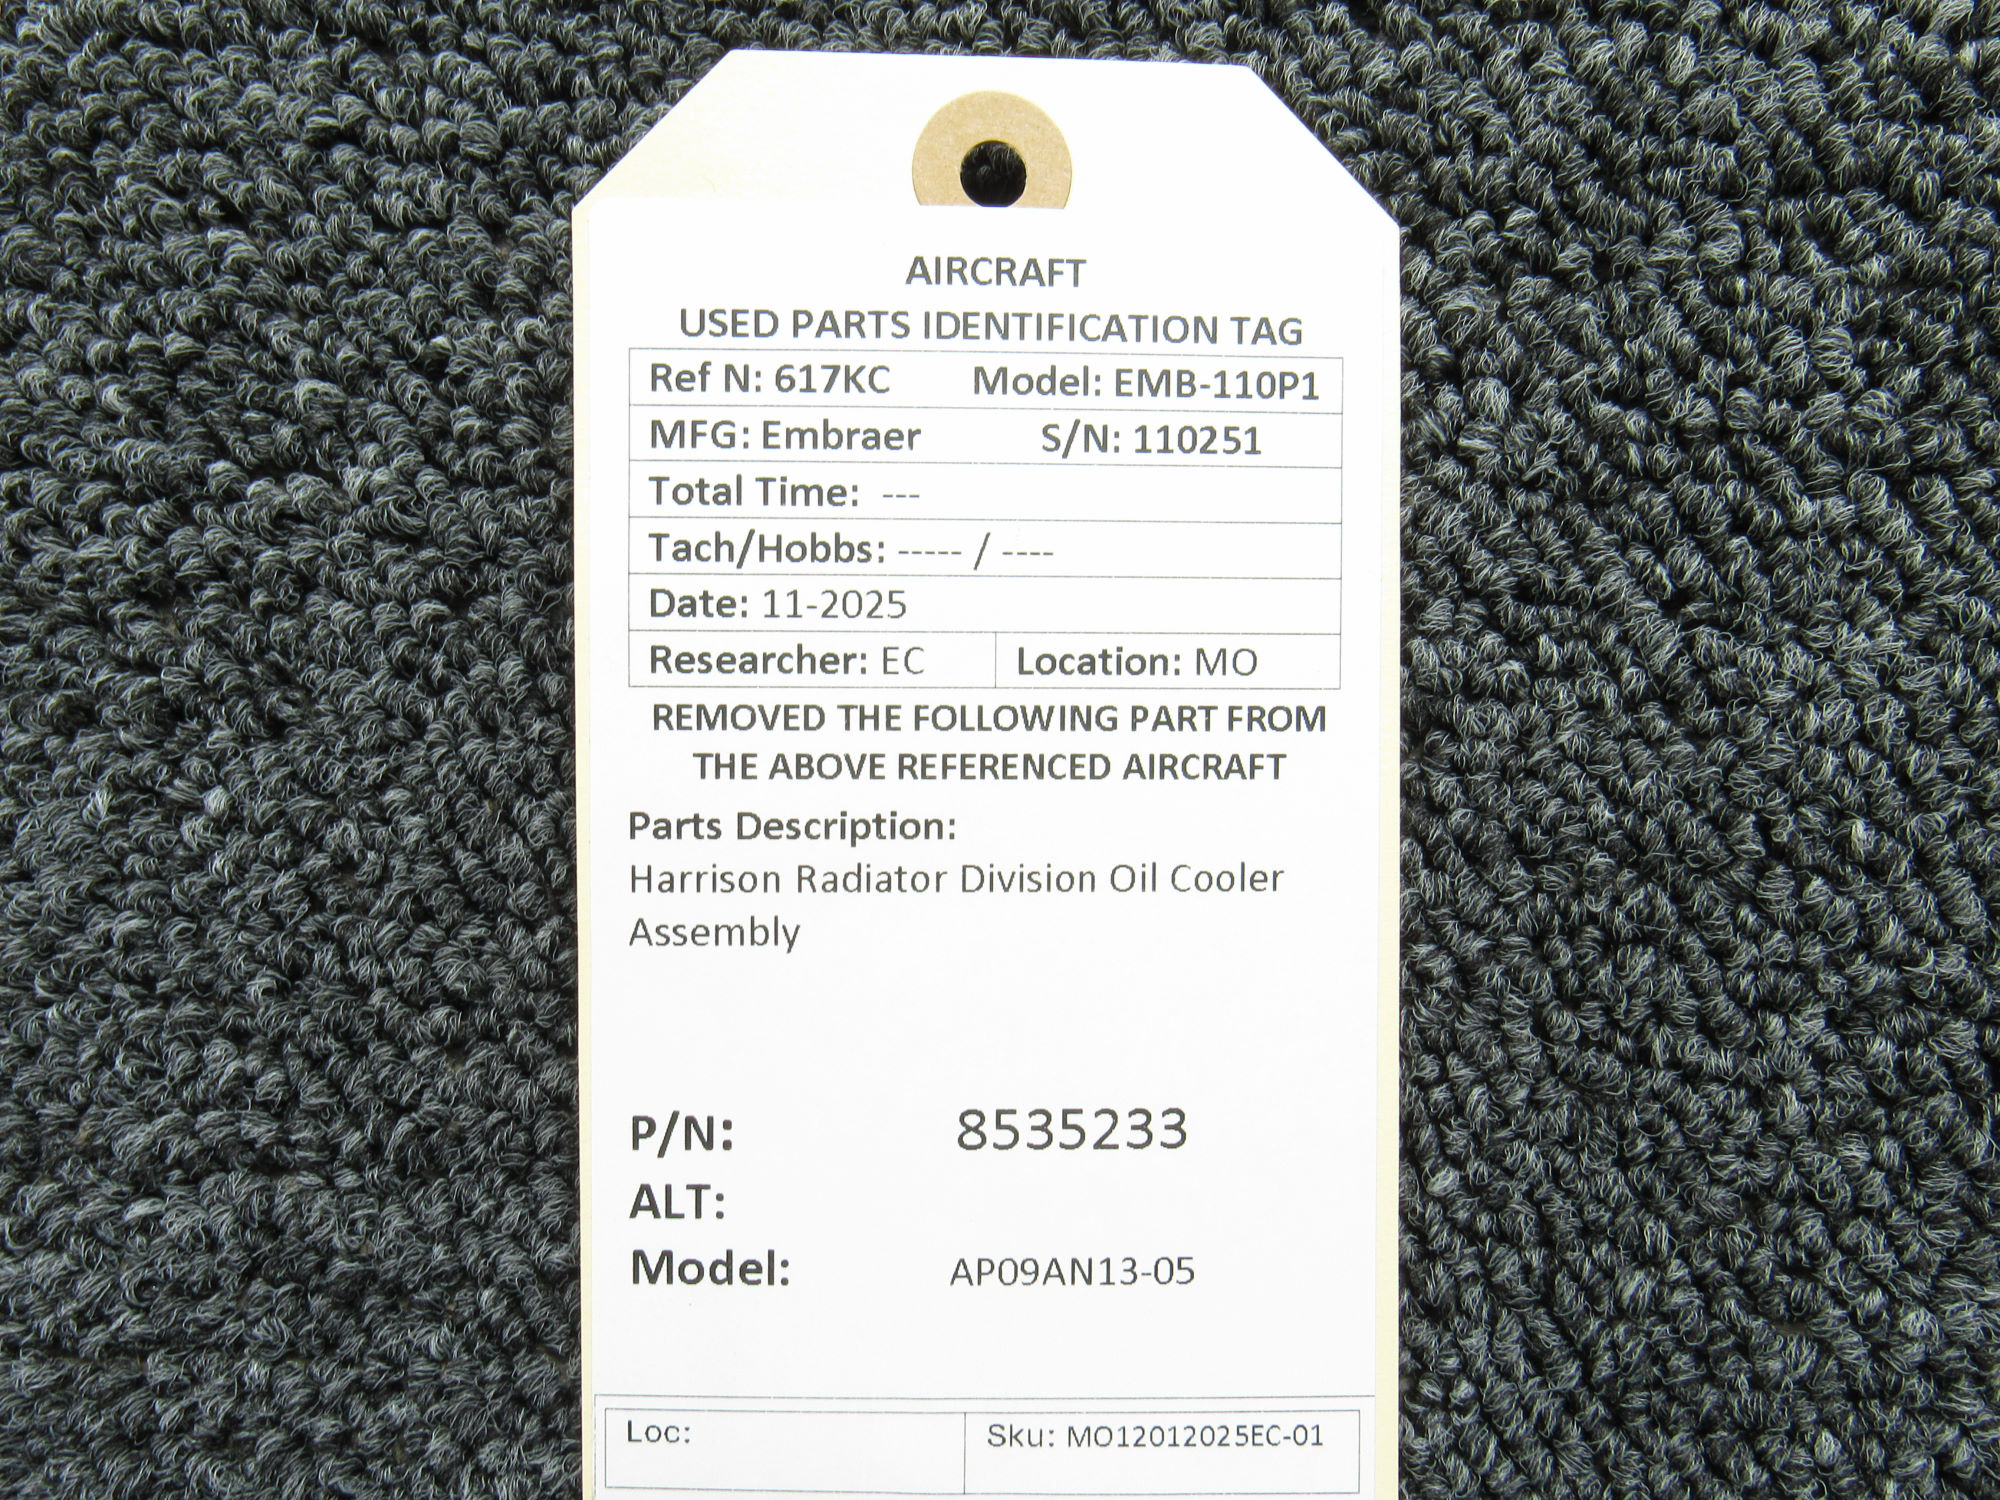 AIRCRAFT
USED PARTS IDENTIFICATION TAG
Ref N: 617KC Model: EMB-110P1
MFG: Embraer S/N: 110251
Total Time: ---
Tach/Hobbs: ----- / ----
Date: 11-2025
Researcher: EC Location: MO
REMOVED THE FOLLOWING PART FROM
THE ABOVE REFERENCED AIRCRAFT
Parts Description:
Harrison Radiator Division Oil Cooler
Assembly
P/N: 8535233
ALT:
Model: AP09AN13-05
Loc: Sku: MO12012025EC-01